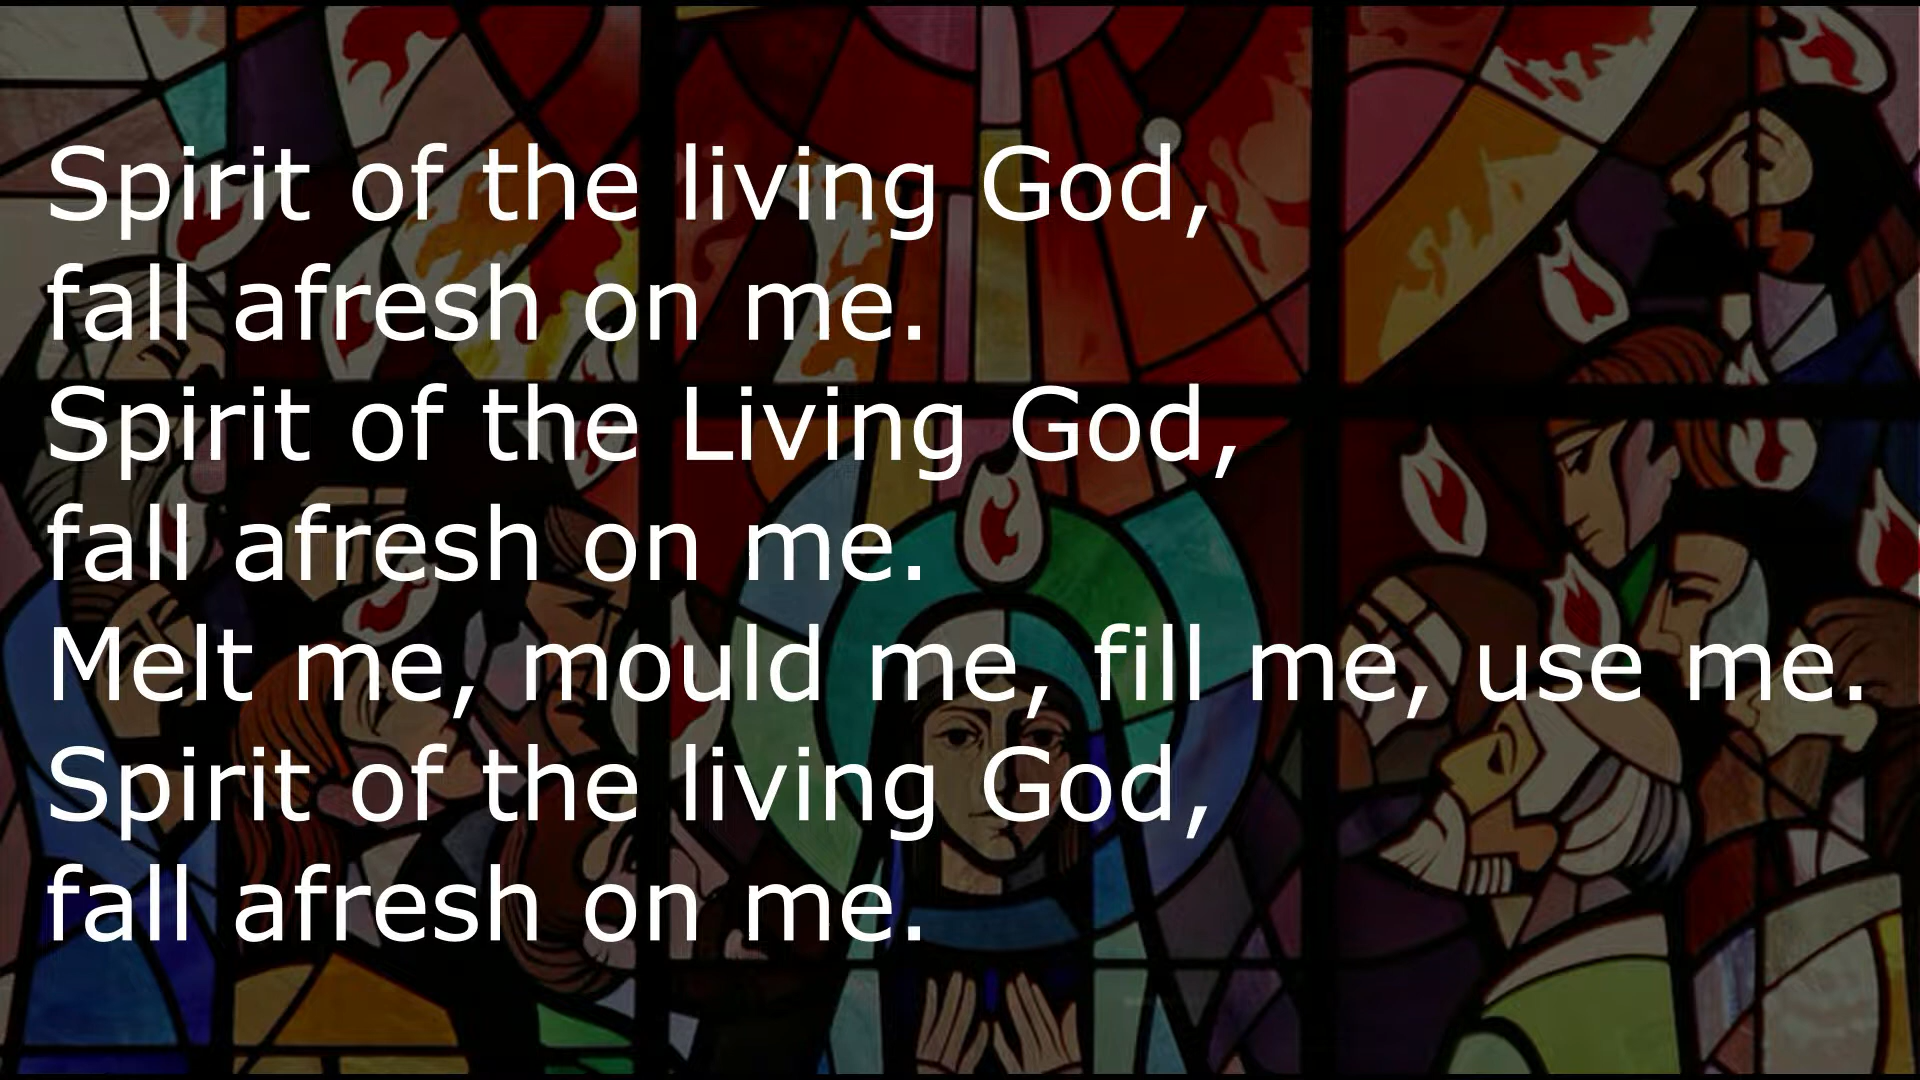 Spirit of the living God,
fall afresh on me.
Spirit of the Living God,
fall afresh on me.
Melt me, mould me, fill me, use me.
Spirit of the living God,
fall afresh on me.